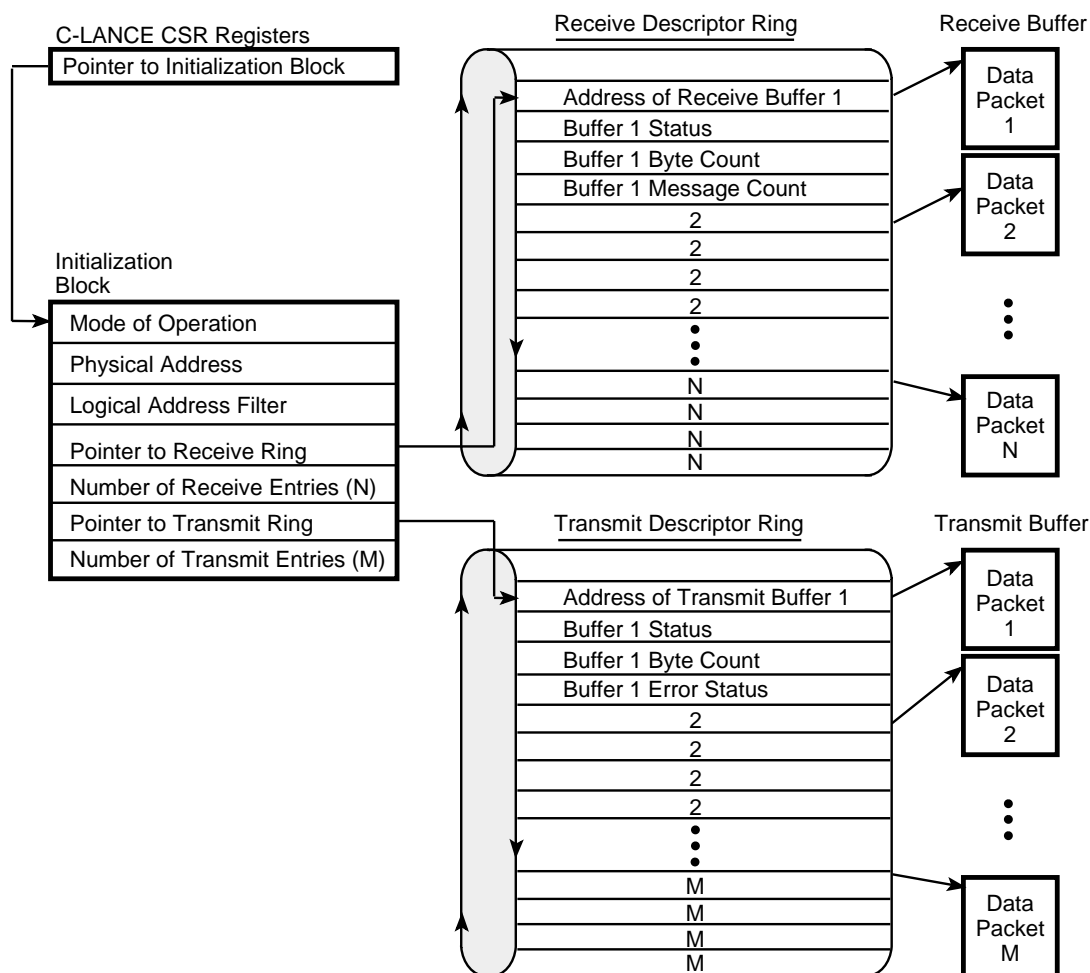 C-LANCE CSR Registers
Pointer to Initialization Block
Initialization
Block
Mode of Operation
Physical Address
Logical Address Filter
Pointer to Receive Ring
Number of Receive Entries (N)
Pointer to Transmit Ring
Number of Transmit Entries (M)
Receive Descriptor Ring
Address of Receive Buffer 1
Buffer 1 Status
Buffer 1 Byte Count
Buffer 1 Message Count
2
2
2
2
N
N
N
N
Receive Buffer
Data
Packet
1
Data
Packet
2
Data
Packet
N
Transmit Descriptor Ring
Address of Transmit Buffer 1
Buffer 1 Status
Buffer 1 Byte Count
Buffer 1 Error Status
2
2
2
2
M
M
M
M
Transmit Buffer
Data
Packet
1
Data
Packet
2
Data
Packet
M